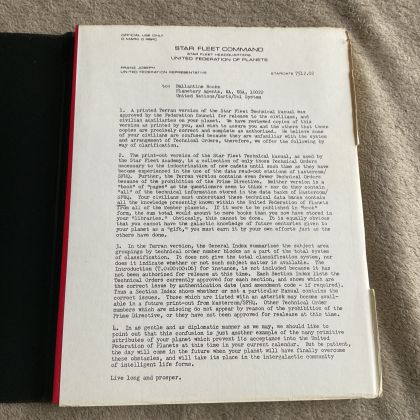 OFFICIAL USE ONLY
STAR FLEET COMMAND
STAR FLEET HEADQUARTERS
UNITED FEDERATION OF PLANETS
FRANZ JOSEPH
UNITED FEDERATION REPRESENTATIVE
STARDATE 7512.02
to: Ballantine Books
Planetary Agents, NA, USA, 10022
United Nations/Earth/Sol System
1. A printed Terran version of the Star Fleet Technical Manual was
approved by the Federation Council for release to the civilians, and
civilian auxiliaries on your planet. We have reviewed copies of this
version as printed by you, and wish to assure you and the others that these
copies are precisely correct and complete as authorized. We believe some
of your civilians are confused because they are unfamiliar with the system
and arrangement of Technical Orders, therefore, we offer the following by
way of clarification.
2. The print-out version of the Star Fleet Technical Manual, as used by
the Star Fleet Academy, is a collection of only those Technical Orders
necessary to the indoctrination of new cadets until such time as they have
become experienced in the use of the data read-out stations at Mastercom/
SFHQ. Further, the Terran version contains even fewer Technical Orders
because of the prohibition of the Prime Directive. Neither version is a
"book" of "pages" as the questioners seem to think - nor do they contain
"all" of the technical information stored in the data banks of Mastercom/
SFHQ. Your civilians must understand these technical data banks contain
all the knowledge presently known within the United Federation of Planets
from all of the member planets. If it were to be published in "book"
form, the sum total would amount to more books than you now have stored in
your "libraries." Obviously, this cannot be done. It is equally obvious
that you cannot have the galactic knowledge of future centuries given to
your planet as a "gift," you must earn it by your own efforts just as the
others have done.
3. In the Terran version, the General Index summarizes the subject area
groupings by technical order number blocks as a part of the total system
of classification. It does not give the total classification system, nor
does it indicate whether or not such subject matter is available. The
Introduction (T.O:00:00:00:00) for instance, is not included because it has
not been authorized for release at this time. Each Section Index lists the
Technical Orders currently approved for each section, and shows which are
the correct issues by authentication date (and amendment code - if required).
Thus a Section Index shows whether or not a particular Manual contains the
correct issues. Those which are listed with an asterisk may become avail-
able in a future print-out from Mastercom/SFHQ. Other Technical Order
numbers which are missing do not appear by reason of the prohibition of the
Prime Directive, or they have not been approved for release at this time.
4. In as gentle and as diplomatic manner as we may, we should like to
point out that this confusion is just another example of the many primitive
attributes of your planet which prevent its acceptance into the United
Federation of Planets at this time in your current calendar. But be patient,
the day will come in the future when your planet will have finally overcome
these obstacles, and will take its place in the intergalactic community
of intelligent life forms.
Live long and prosper.